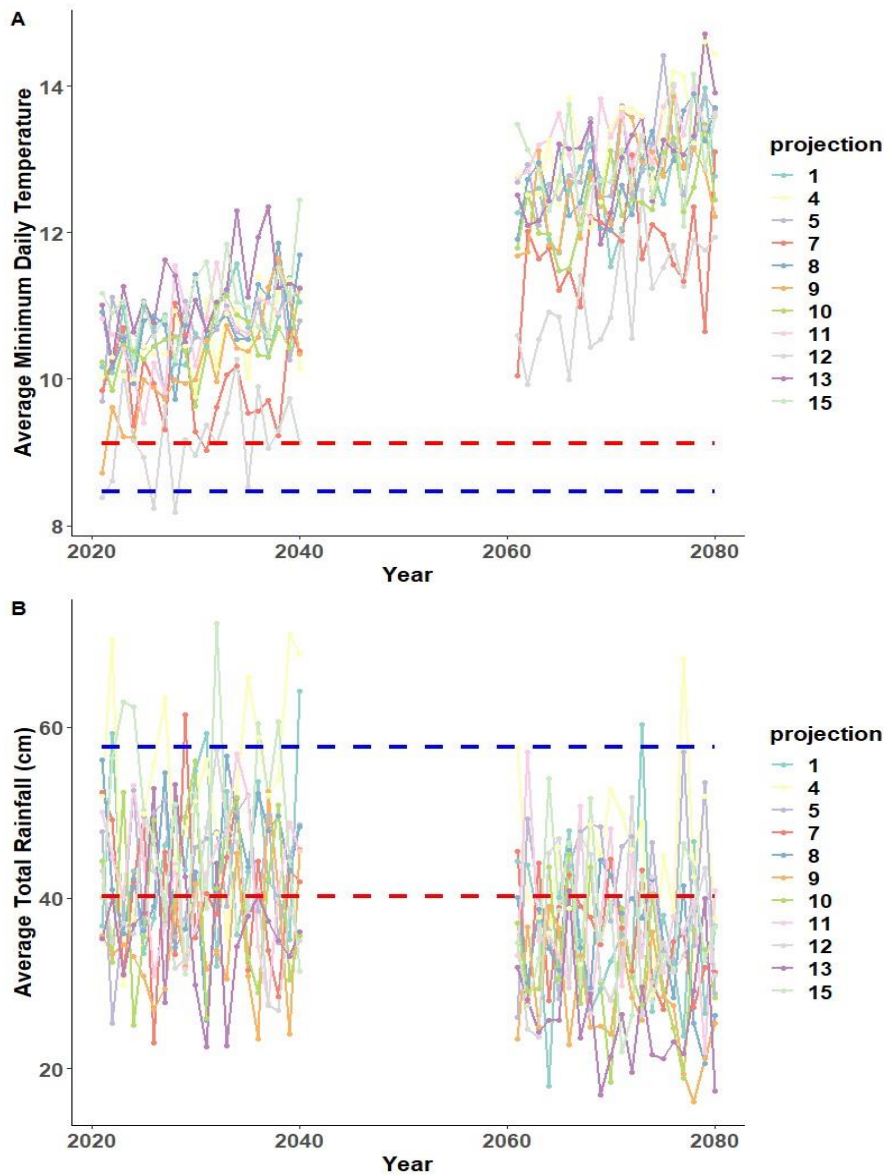 A
Average Minimum Daily Temperature
14
12
10
8
2020 2040 2060 2080
Year
projection
1
4
5
7
8
9
10
11
12
13
15
B
Average Total Rainfall (cm)
60
40
20
2020 2040 2060 2080
Year
projection
1
4
5
7
8
9
10
11
12
13
15